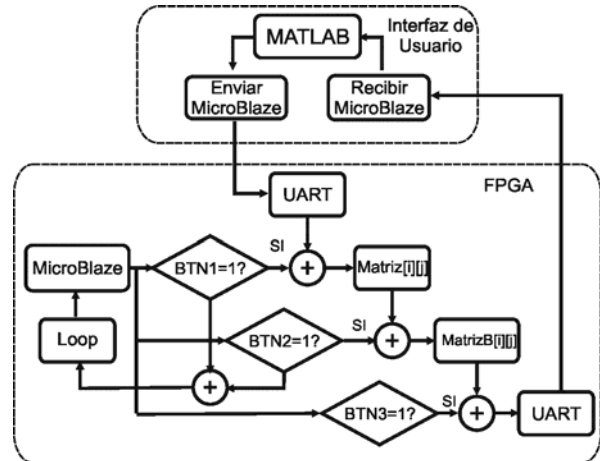 Interfaz de
Usuario
MATLAB
Enviar
MicroBlaze
Recibir
MicroBlaze
FPGA
UART
MicroBlaze
BTN1=1?
SI
+
Matriz[i][j]
Loop
BTN2=1?
SI
+
MatrizB[i][j]
+
BTN3=1?
SI
+
UART